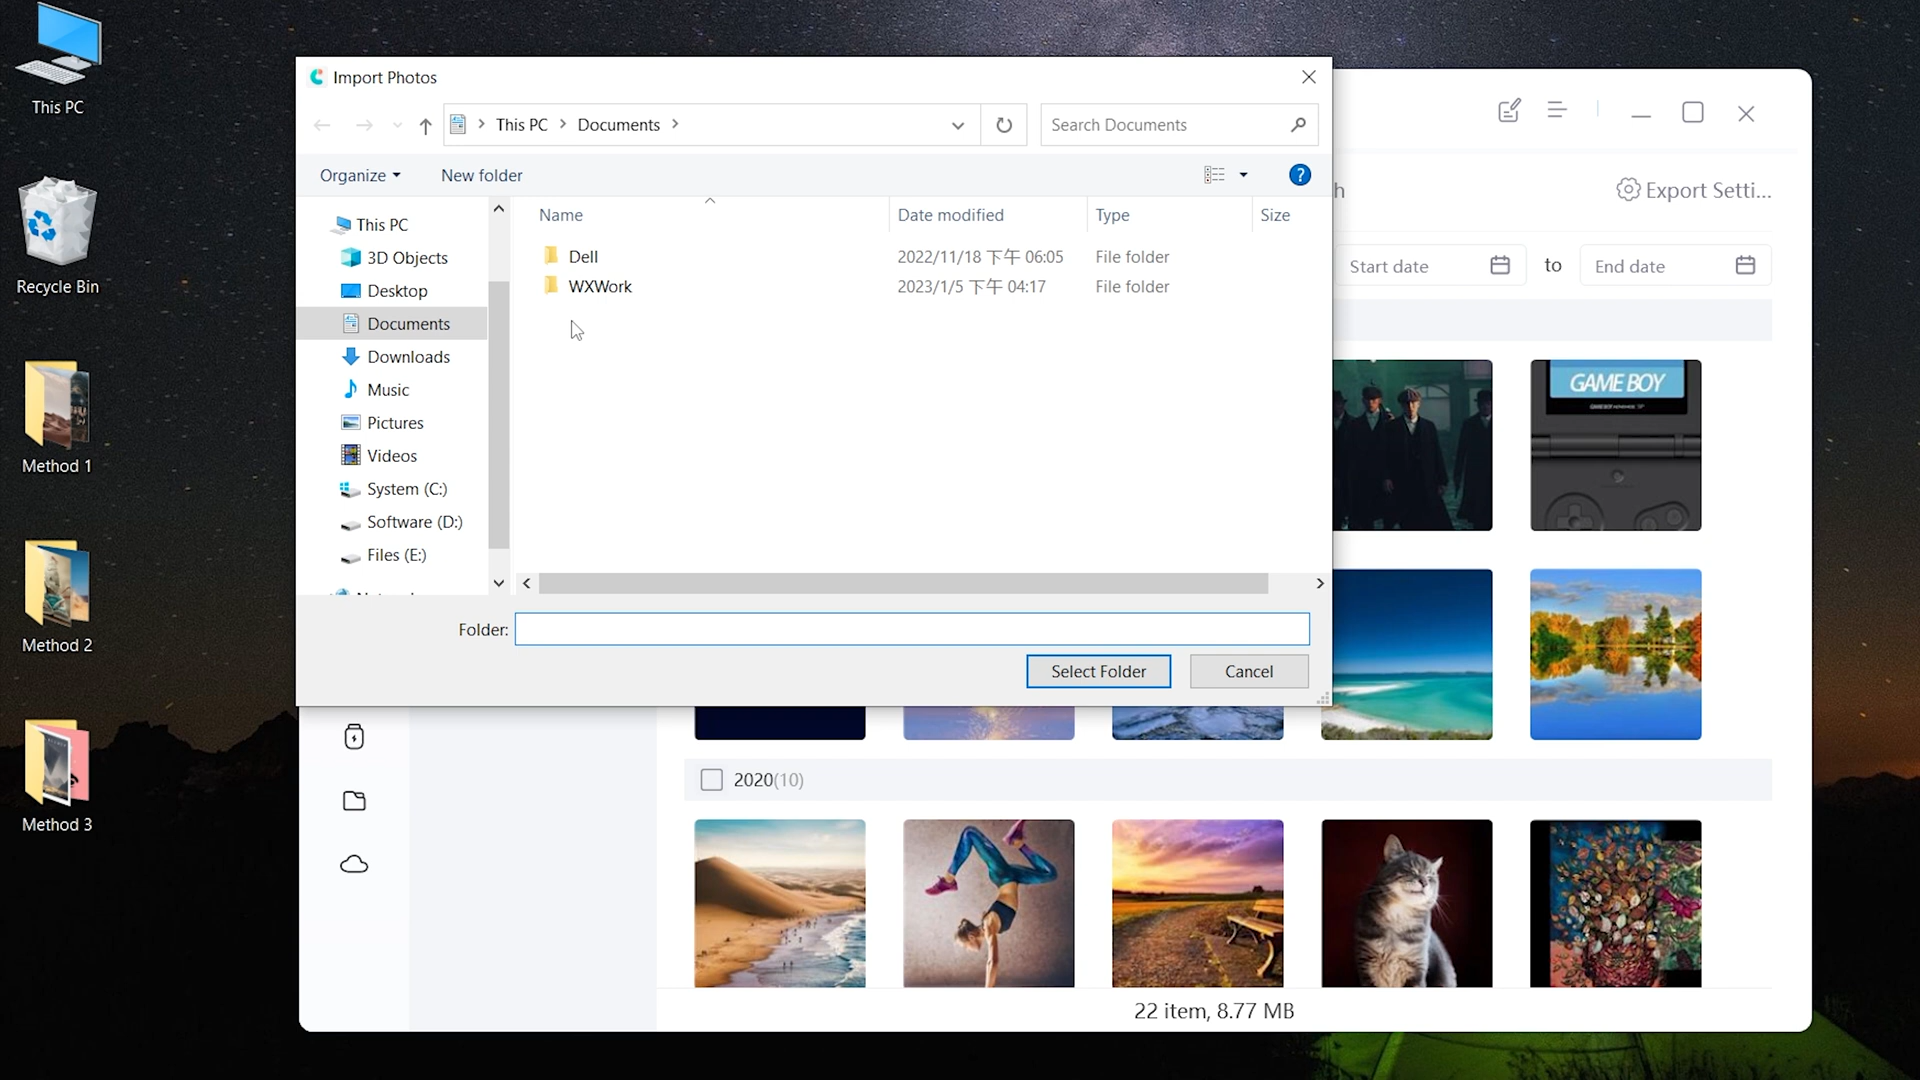 This PC
Recycle Bin
Method 1
Method 2
Method 3
Import Photos
This PC
Documents
Search Documents
Organize
New folder
?
Name
Date modified
Type
Size
This PC
3D Objects
Desktop
Documents
Downloads
Music
Pictures
Videos
System (C:)
Software (D:)
Files (E:)
Dell
2022/11/18 下午 06:05
File folder
WXWork
2023/1/5 下午 04:17
File folder
Folder:
Select Folder
Cancel
h
Export Setti...
Start date
to
End date
GAME BOY
2020(10)
22 item, 8.77 MB